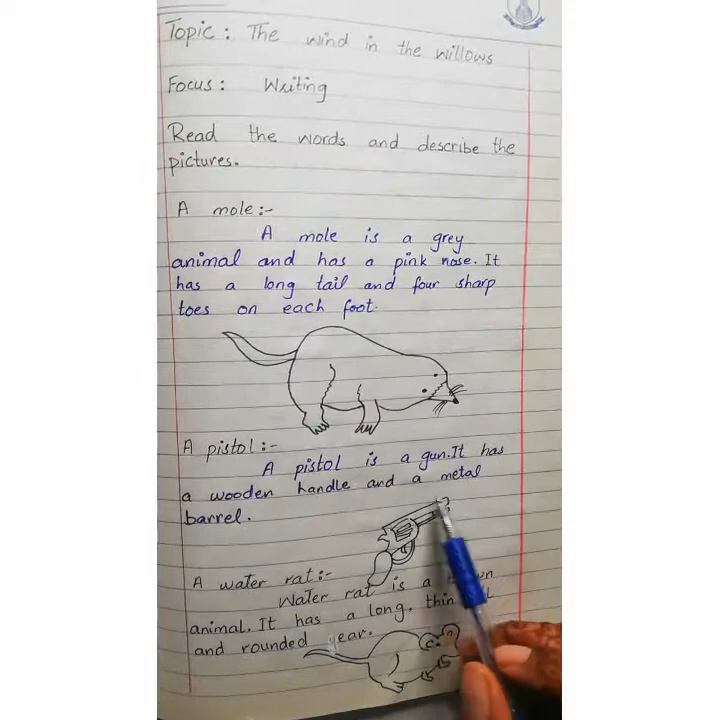 Topic: The wind in the willows
Focus: Writing
Read the words and describe the
pictures.
A mole:-
A mole is a grey
animal and has a pink nose. It
has a long tail and four sharp
toes on each foot.
A pistol:-
A pistol is a gun.It has
a wooden handle and a metal
barrel.
A water rat:-
Water rat is a
animal. It has a long, thin
and rounded year.